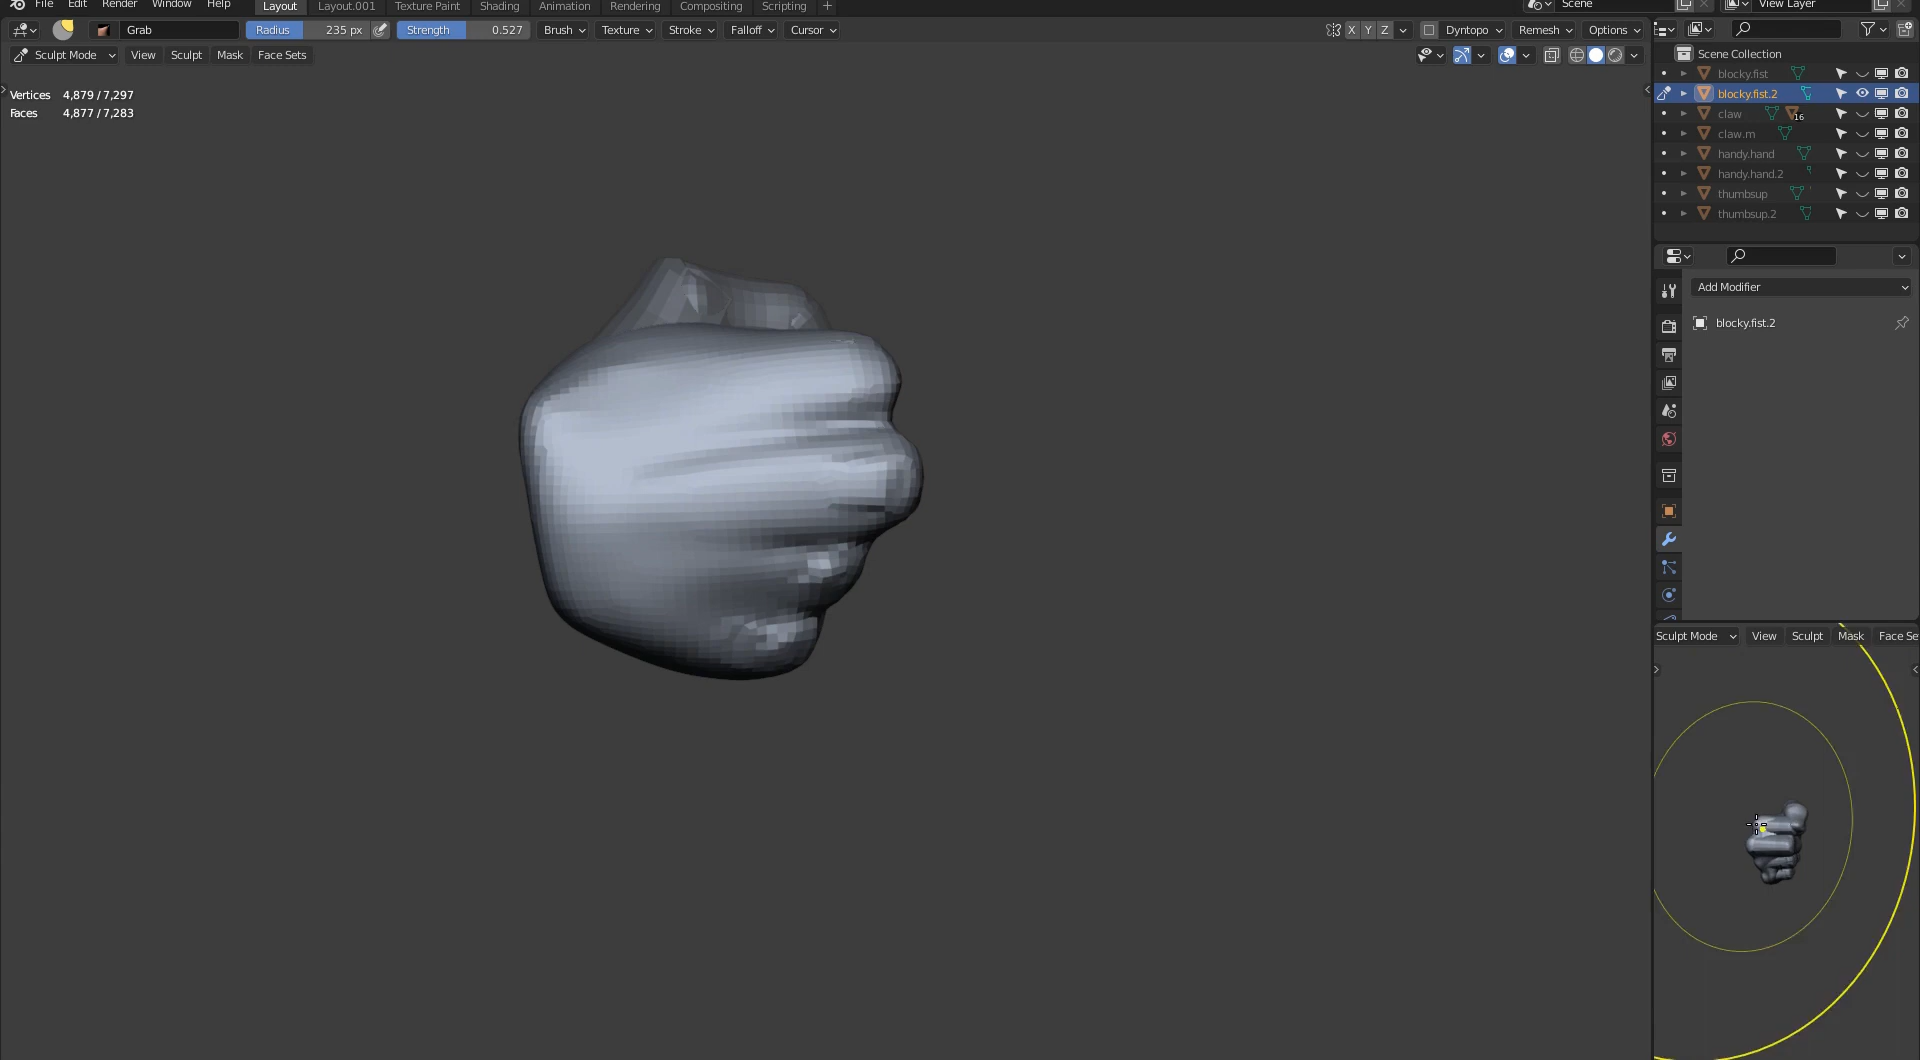 File Edit Render Window Help Layout Layout.001 Texture Paint Shading Animation Rendering Compositing Scripting + Scene View Layer
Grab Radius 235 px Strength 0.527 Brush Texture Stroke Falloff Cursor X Y Z Dyntopo Remesh Options
Sculpt Mode View Sculpt Mask Face Sets
Vertices 4,879 / 7,297
Faces 4,877 / 7,283
Scene Collection
blocky.fist
blocky.fist.2
claw 16
claw.m
handy.hand
handy.hand.2
thumbsup
thumbsup.2
Add Modifier
blocky.fist.2
Sculpt Mode View Sculpt Mask Face Se